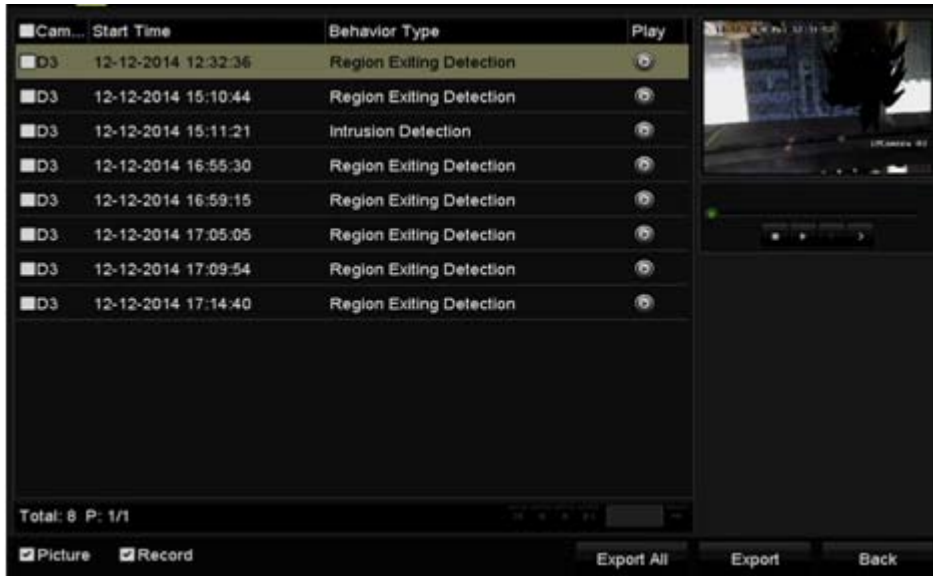 Cam... Start Time Behavior Type Play
D3 12-12-2014 12:32:36 Region Exiting Detection
D3 12-12-2014 15:10:44 Region Exiting Detection
D3 12-12-2014 15:11:21 Intrusion Detection
D3 12-12-2014 16:55:30 Region Exiting Detection
D3 12-12-2014 16:59:15 Region Exiting Detection
D3 12-12-2014 17:05:05 Region Exiting Detection
D3 12-12-2014 17:09:54 Region Exiting Detection
D3 12-12-2014 17:14:40 Region Exiting Detection
Total: 8 P: 1/1
Picture Record Export All Export Back